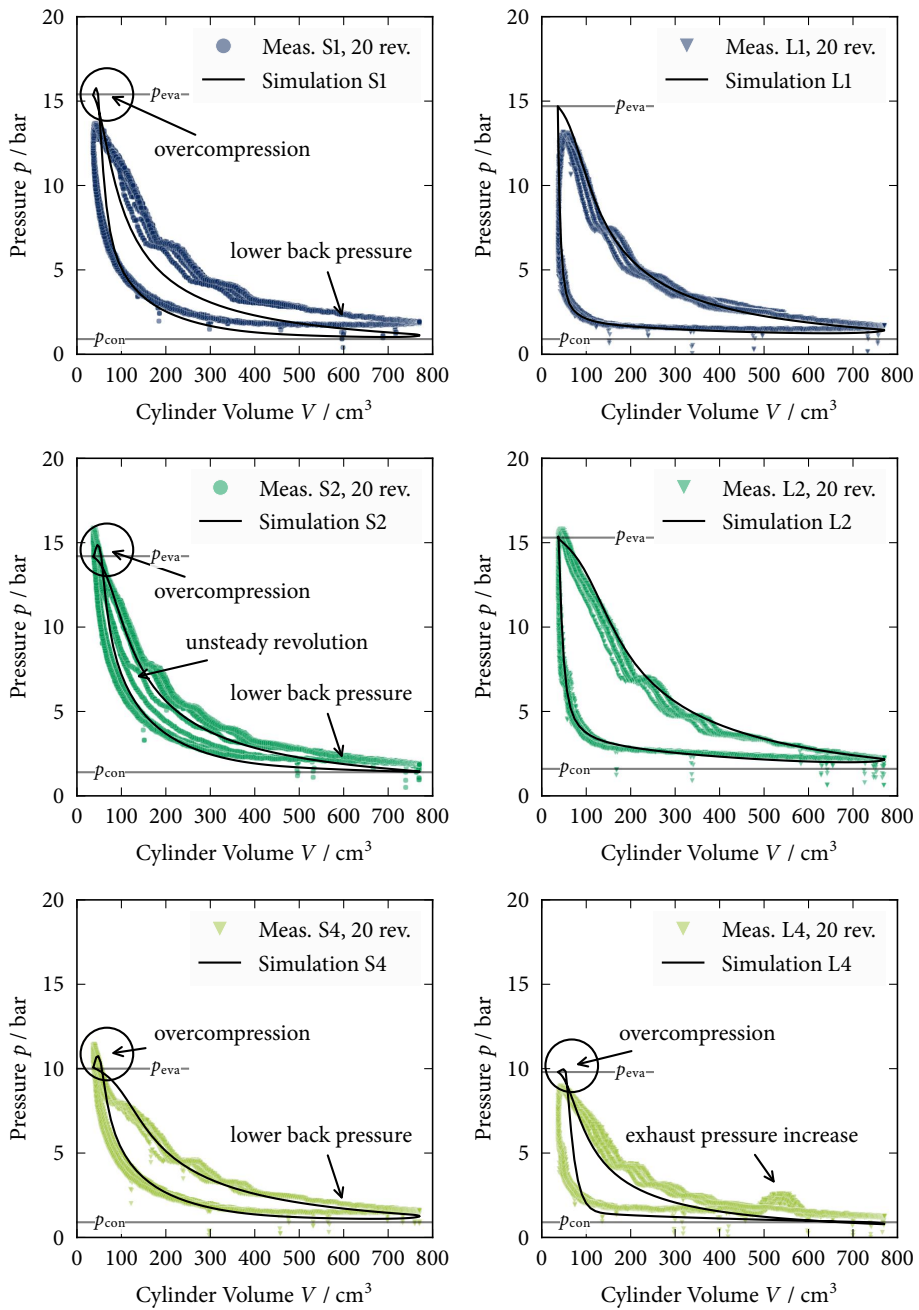 20
15
10
5
0
Pressure p / bar
Meas. S1, 20 rev.
Simulation S1
p_eva
overcompression
lower back pressure
p_con
0 100 200 300 400 500 600 700 800
Cylinder Volume V / cm³
20
15
10
5
0
Pressure p / bar
Meas. L1, 20 rev.
Simulation L1
p_eva
p_con
0 100 200 300 400 500 600 700 800
Cylinder Volume V / cm³
20
15
10
5
0
Pressure p / bar
Meas. S2, 20 rev.
Simulation S2
p_eva
overcompression
unsteady revolution
lower back pressure
p_con
0 100 200 300 400 500 600 700 800
Cylinder Volume V / cm³
20
15
10
5
0
Pressure p / bar
Meas. L2, 20 rev.
Simulation L2
p_eva
p_con
0 100 200 300 400 500 600 700 800
Cylinder Volume V / cm³
20
15
10
5
0
Pressure p / bar
Meas. S4, 20 rev.
Simulation S4
overcompression
p_eva
lower back pressure
p_con
0 100 200 300 400 500 600 700 800
Cylinder Volume V / cm³
20
15
10
5
0
Pressure p / bar
Meas. L4, 20 rev.
Simulation L4
overcompression
p_eva
exhaust pressure increase
p_con
0 100 200 300 400 500 600 700 800
Cylinder Volume V / cm³